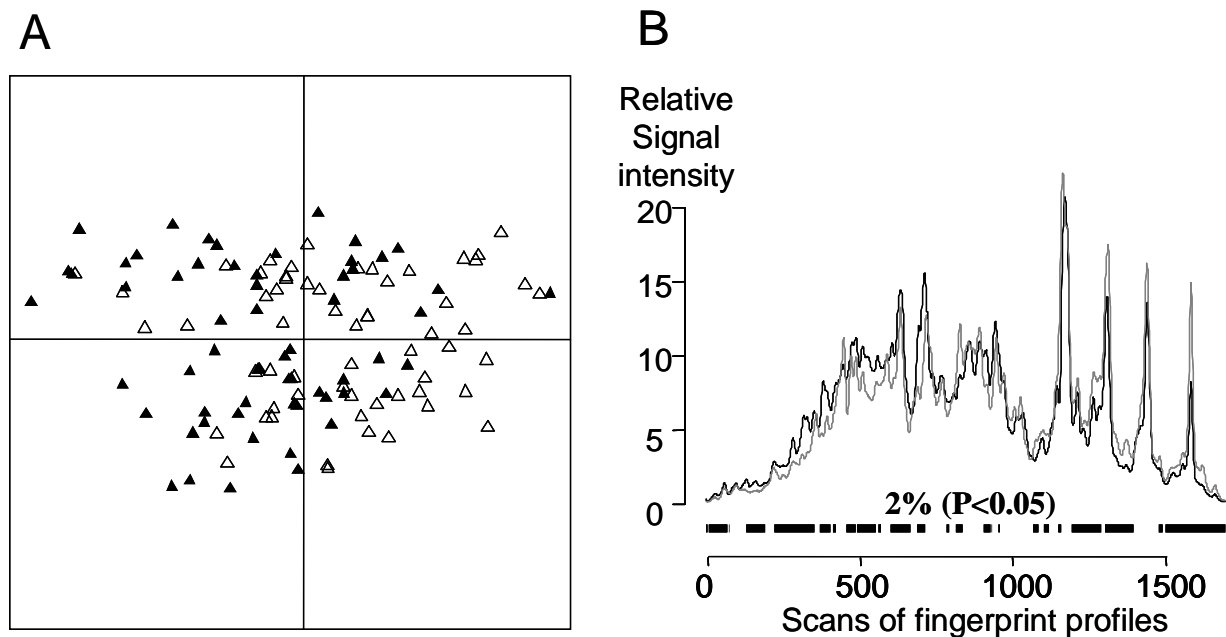 A
B
Relative
Signal
intensity
20
15
10
5
0
2% (P<0.05)
0 500 1000 1500
Scans of fingerprint profiles